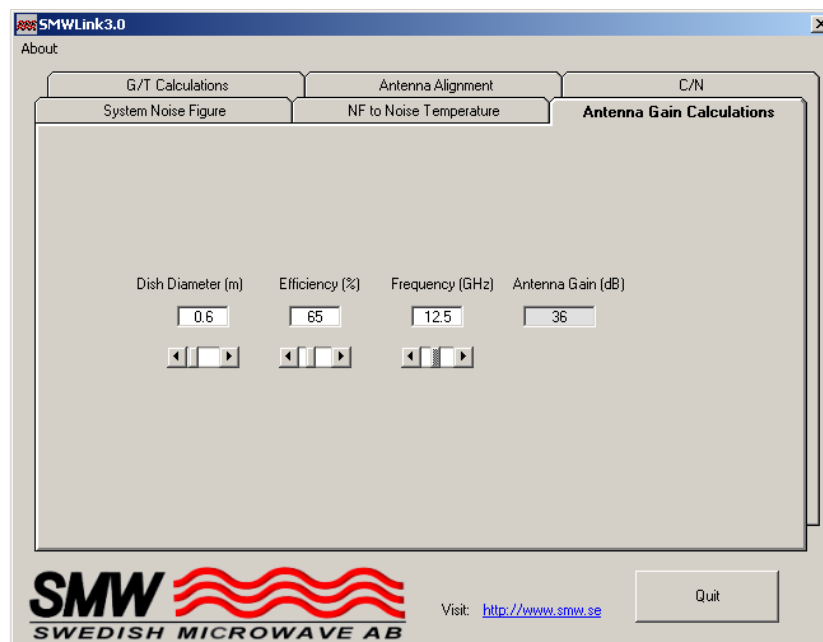 SMWLink3.0
About
G/T Calculations Antenna Alignment C/N
System Noise Figure NF to Noise Temperature Antenna Gain Calculations
Dish Diameter (m) Efficiency (%) Frequency (GHz) Antenna Gain (dB)
0.6 65 12.5 36
SMW
SWEDISH MICROWAVE AB
Visit: http://www.smw.se
Quit